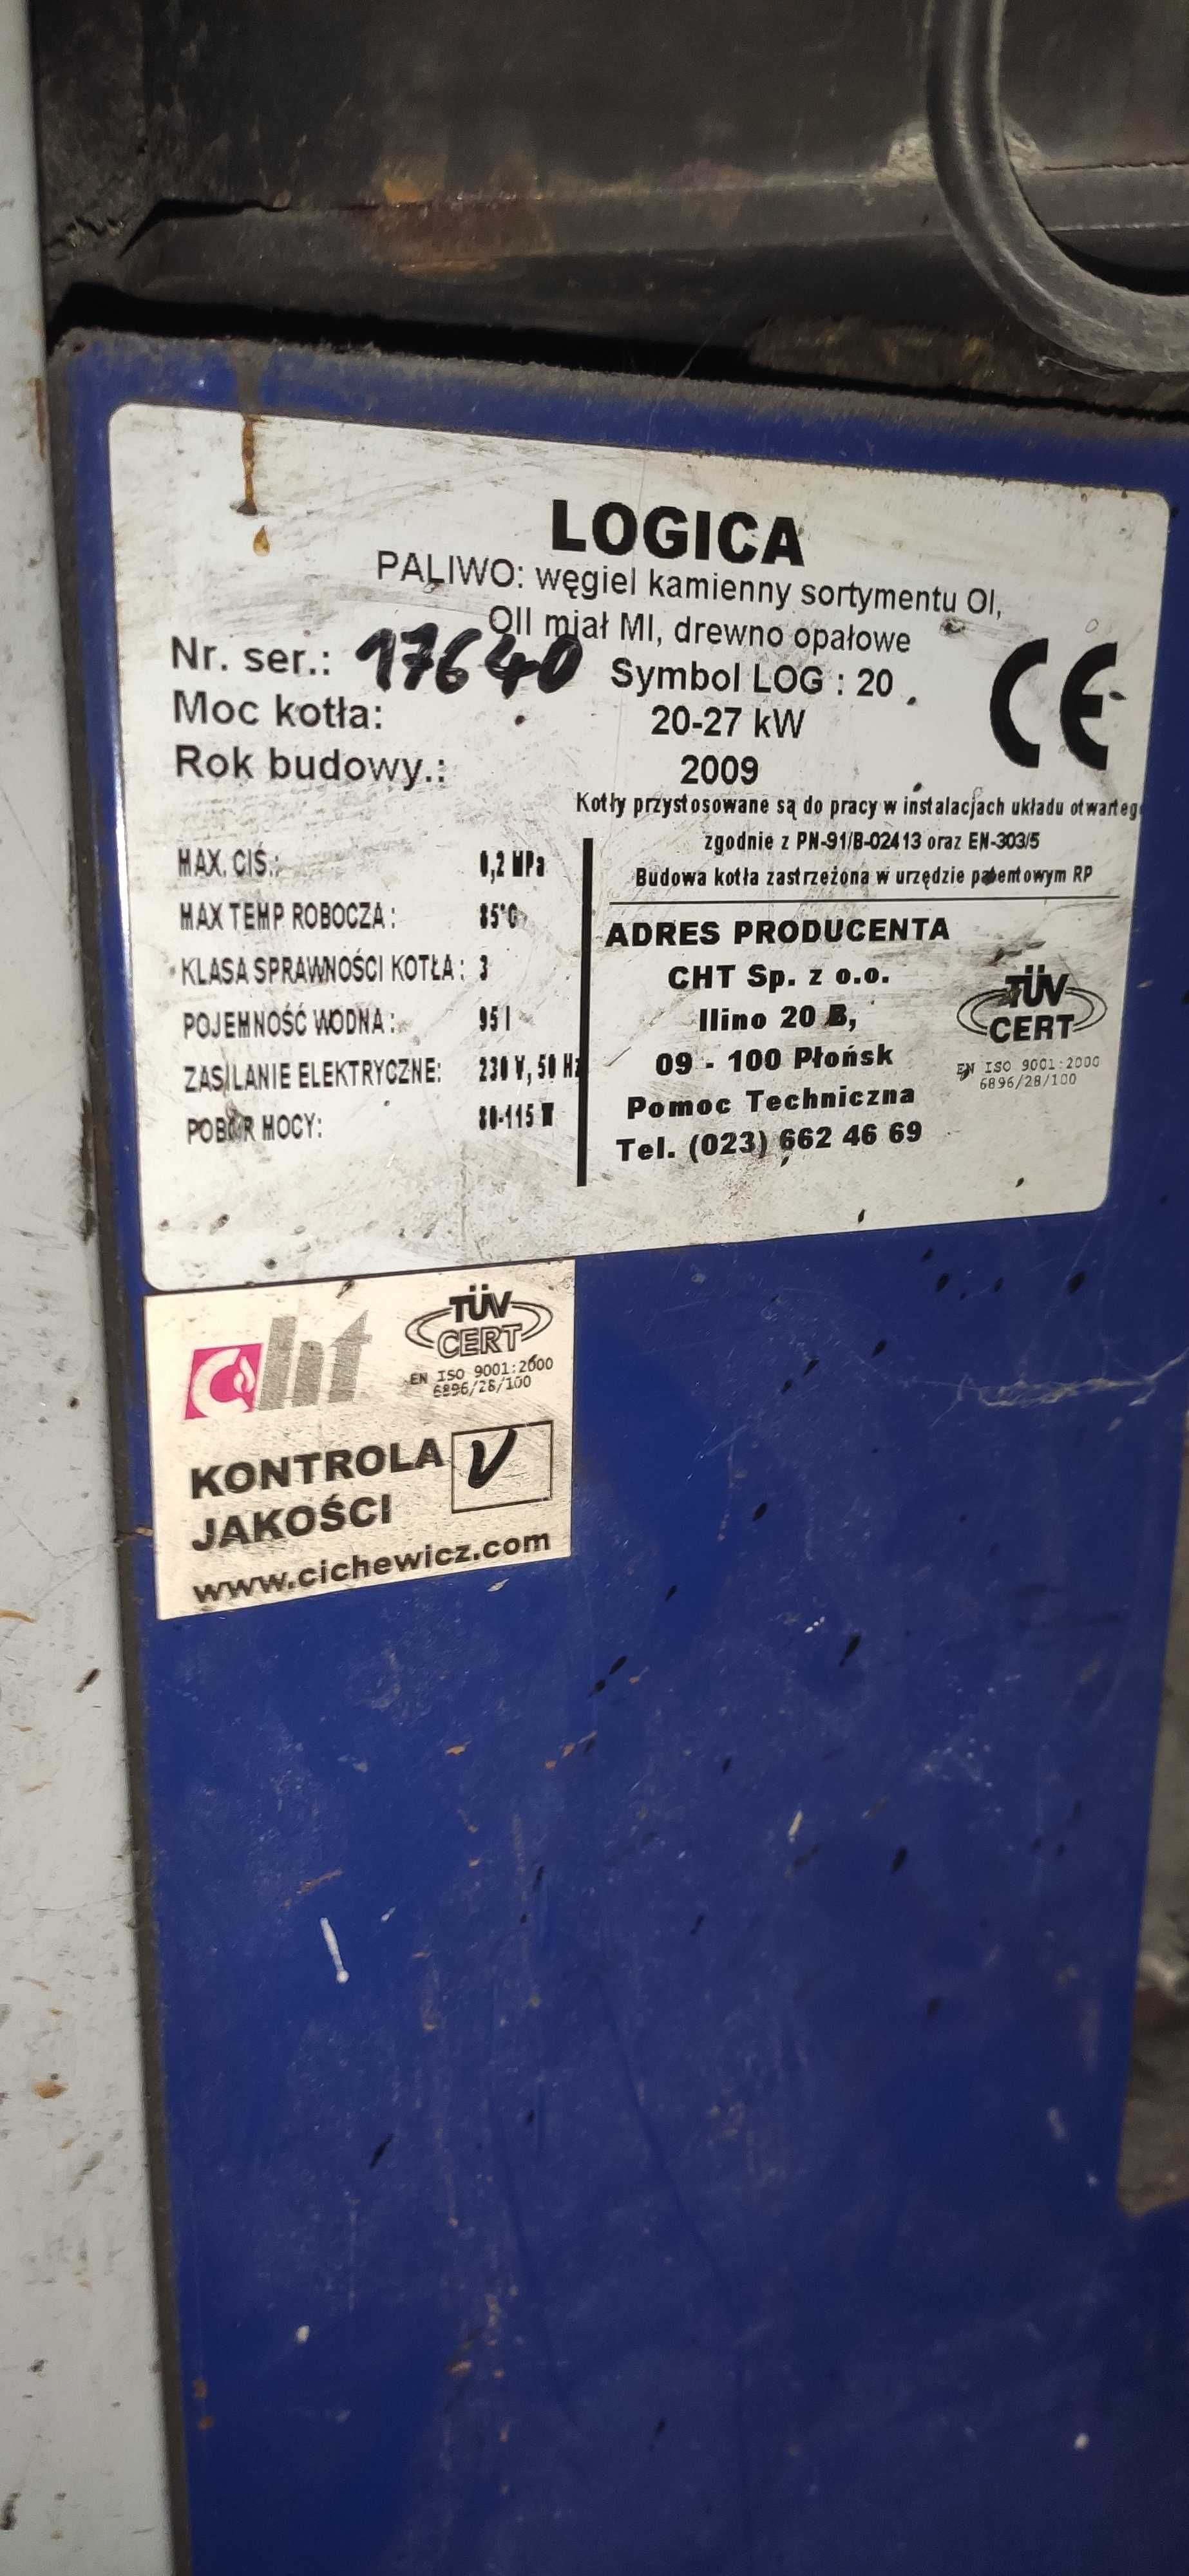 LOGICA
PALIWO: węgiel kamienny sortymentu OI,
OII miał MI, drewno opałowe
Nr. ser.: 17640 Symbol LOG : 20
Moc kotła: 20-27 kW
Rok budowy.: 2009
CE
Kotły przystosowane są do pracy w instalacjach układu otwarteg
zgodnie z PN-91/B-02413 oraz EN-303/5
Budowa kotła zastrzeżona w urzędzie patentowym RP
MAX. CIŚ.: 0,2 MPa
MAX TEMP ROBOCZA : 85°C
KLASA SPRAWNOŚCI KOTŁA : 3
POJEMNOŚĆ WODNA : 95 l
ZASILANIE ELEKTRYCZNE: 230 V, 50 Hz
POBÓR MOCY: 80-115 W
ADRES PRODUCENTA
CHT Sp. z o.o.
Ilino 20 B,
09 - 100 Płońsk
Pomoc Techniczna
Tel. (023) 662 46 69
TÜV
CERT
EN ISO 9001:2000
6896/28/100
cht
TÜV
CERT
EN ISO 9001:2000
6896/28/100
KONTROLA V
JAKOŚCI
www.cichewicz.com